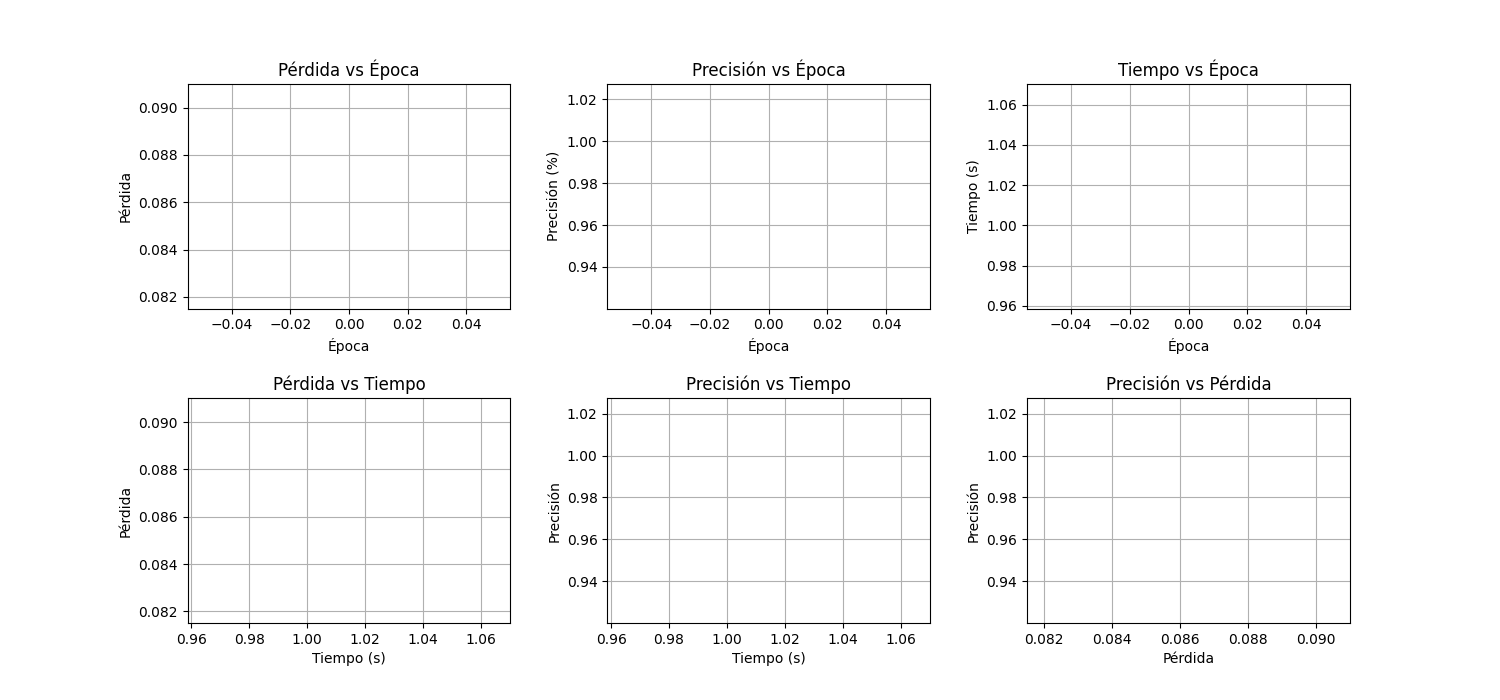 Pérdida vs Época
Pérdida
0.090
0.088
0.086
0.084
0.082
−0.04 −0.02 0.00 0.02 0.04
Época
Precisión vs Época
Precisión (%)
1.02
1.00
0.98
0.96
0.94
−0.04 −0.02 0.00 0.02 0.04
Época
Tiempo vs Época
Tiempo (s)
1.06
1.04
1.02
1.00
0.98
0.96
−0.04 −0.02 0.00 0.02 0.04
Época
Pérdida vs Tiempo
Pérdida
0.090
0.088
0.086
0.084
0.082
0.96 0.98 1.00 1.02 1.04 1.06
Tiempo (s)
Precisión vs Tiempo
Precisión
1.02
1.00
0.98
0.96
0.94
0.96 0.98 1.00 1.02 1.04 1.06
Tiempo (s)
Precisión vs Pérdida
Precisión
1.02
1.00
0.98
0.96
0.94
0.082 0.084 0.086 0.088 0.090
Pérdida